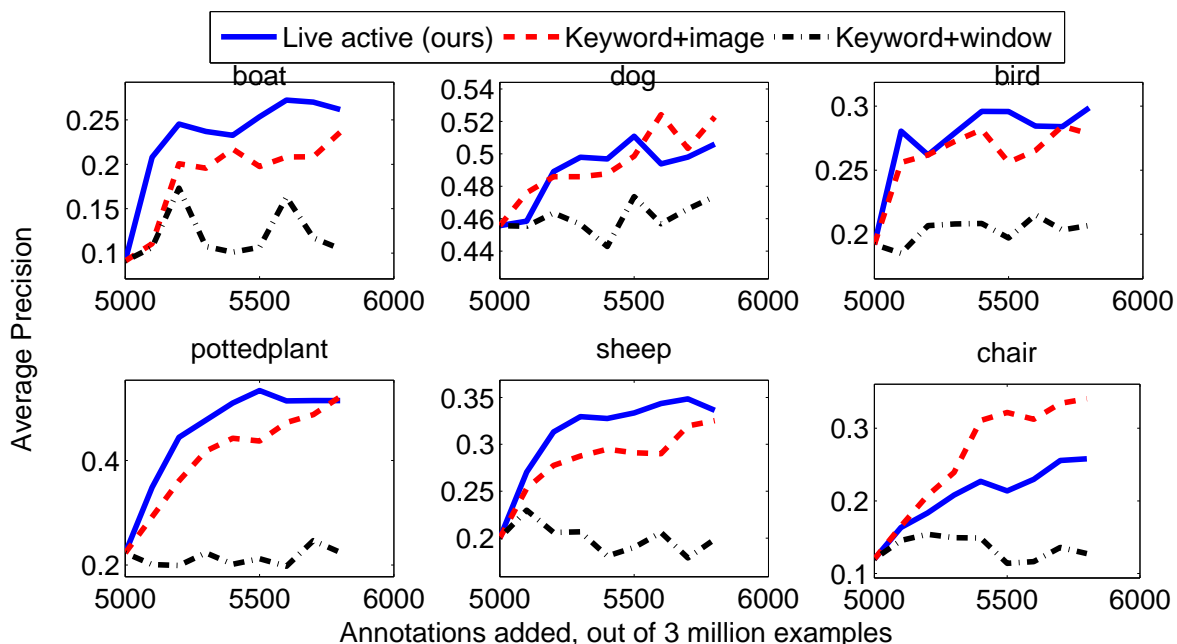 Live active (ours) Keyword+image Keyword+window
boat dog bird
0.25
0.2
0.15
0.1
5000 5500 6000
0.54
0.52
0.5
0.48
0.46
0.44
5000 5500 6000
0.3
0.25
0.2
5000 5500 6000
Average Precision
pottedplant sheep chair
0.4
0.2
5000 5500 6000
0.35
0.3
0.25
0.2
5000 5500 6000
0.3
0.2
0.1
5000 5500 6000
Annotations added, out of 3 million examples